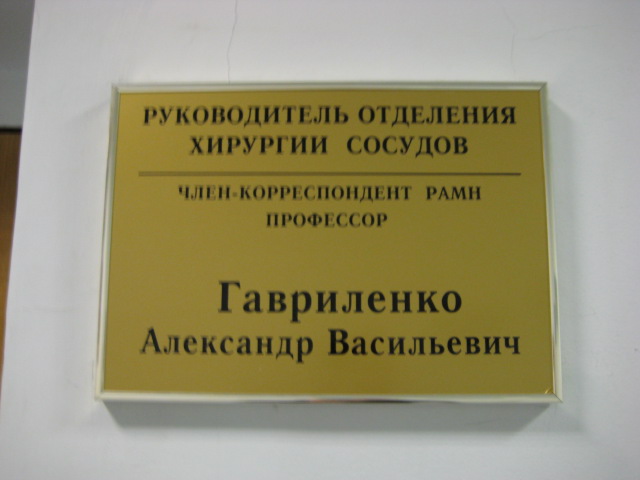 РУКОВОДИТЕЛЬ ОТДЕЛЕНИЯ
ХИРУРГИИ СОСУДОВ
ЧЛЕН-КОРРЕСПОНДЕНТ РАМН
ПРОФЕССОР
Гавриленко
Александр Васильевич